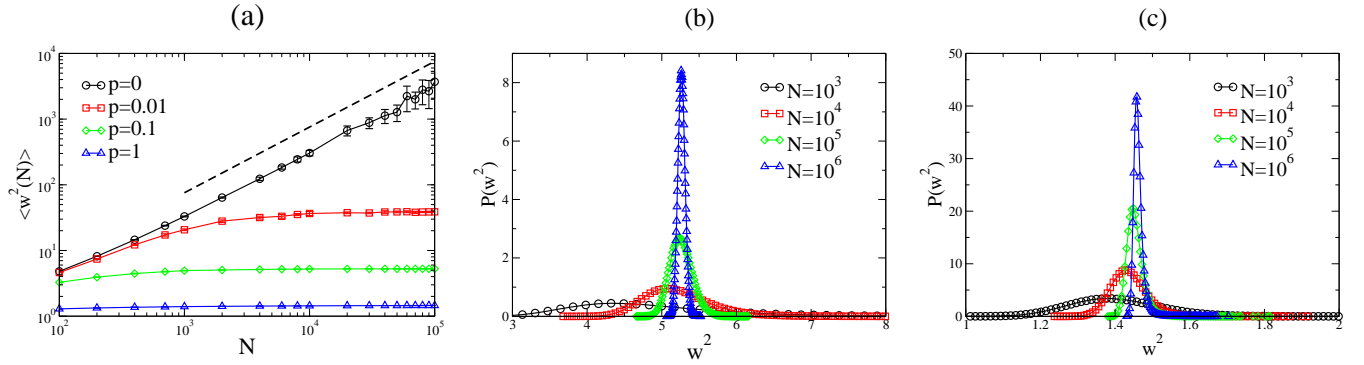 (a)
10^4
10^3
10^2
10^1
10^0
<w^2(N)>
p=0
p=0.01
p=0.1
p=1
10^2 10^3 10^4 10^5
N
(b)
8
6
4
2
0
P(w^2)
N=10^3
N=10^4
N=10^5
N=10^6
3 4 5 6 7 8
w^2
(c)
50
40
30
20
10
0
P(w^2)
N=10^3
N=10^4
N=10^5
N=10^6
1 1.2 1.4 1.6 1.8 2
w^2